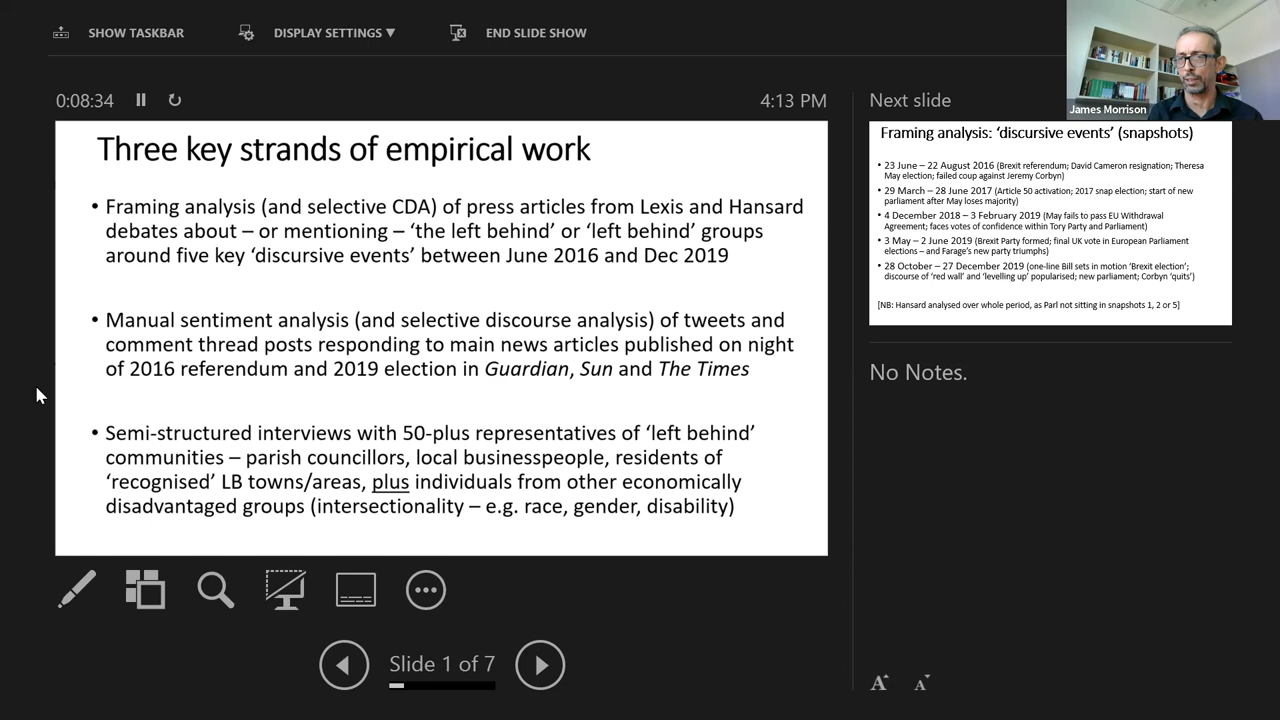 SHOW TASKBAR
DISPLAY SETTINGS ▼
END SLIDE SHOW
James Morrison
0:08:34
4:13 PM
Three key strands of empirical work
• Framing analysis (and selective CDA) of press articles from Lexis and Hansard
debates about – or mentioning – ‘the left behind’ or ‘left behind’ groups
around five key ‘discursive events’ between June 2016 and Dec 2019
• Manual sentiment analysis (and selective discourse analysis) of tweets and
comment thread posts responding to main news articles published on night
of 2016 referendum and 2019 election in Guardian, Sun and The Times
• Semi-structured interviews with 50-plus representatives of ‘left behind’
communities – parish councillors, local businesspeople, residents of
‘recognised’ LB towns/areas, plus individuals from other economically
disadvantaged groups (intersectionality – e.g. race, gender, disability)
Slide 1 of 7
Next slide
Framing analysis: ‘discursive events’ (snapshots)
• 23 June – 22 August 2016 (Brexit referendum; David Cameron resignation; Theresa
May election; failed coup against Jeremy Corbyn)
• 29 March – 28 June 2017 (Article 50 activation; 2017 snap election; start of new
parliament after May loses majority)
• 4 December 2018 – 3 February 2019 (May fails to pass EU Withdrawal
Agreement; faces votes of confidence within Tory Party and Parliament)
• 3 May – 2 June 2019 (Brexit Party formed; final UK vote in European Parliament
elections – and Farage's new party triumphs)
• 28 October – 27 December 2019 (one-line Bill sets in motion ‘Brexit election’;
discourse of ‘red wall’ and ‘levelling up’ popularised; new parliament; Corbyn ‘quits’)
[NB: Hansard analysed over whole period, as Parl not sitting in snapshots 1, 2 or 5]
No Notes.
A A